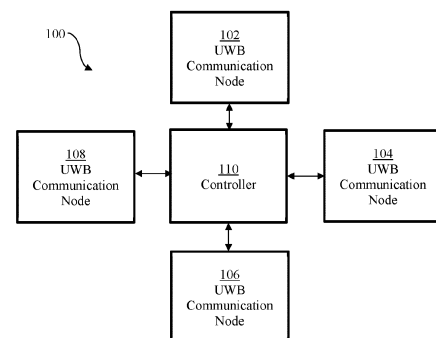 100
102
UWB
Communication
Node
108
UWB
Communication
Node
110
Controller
104
UWB
Communication
Node
106
UWB
Communication
Node